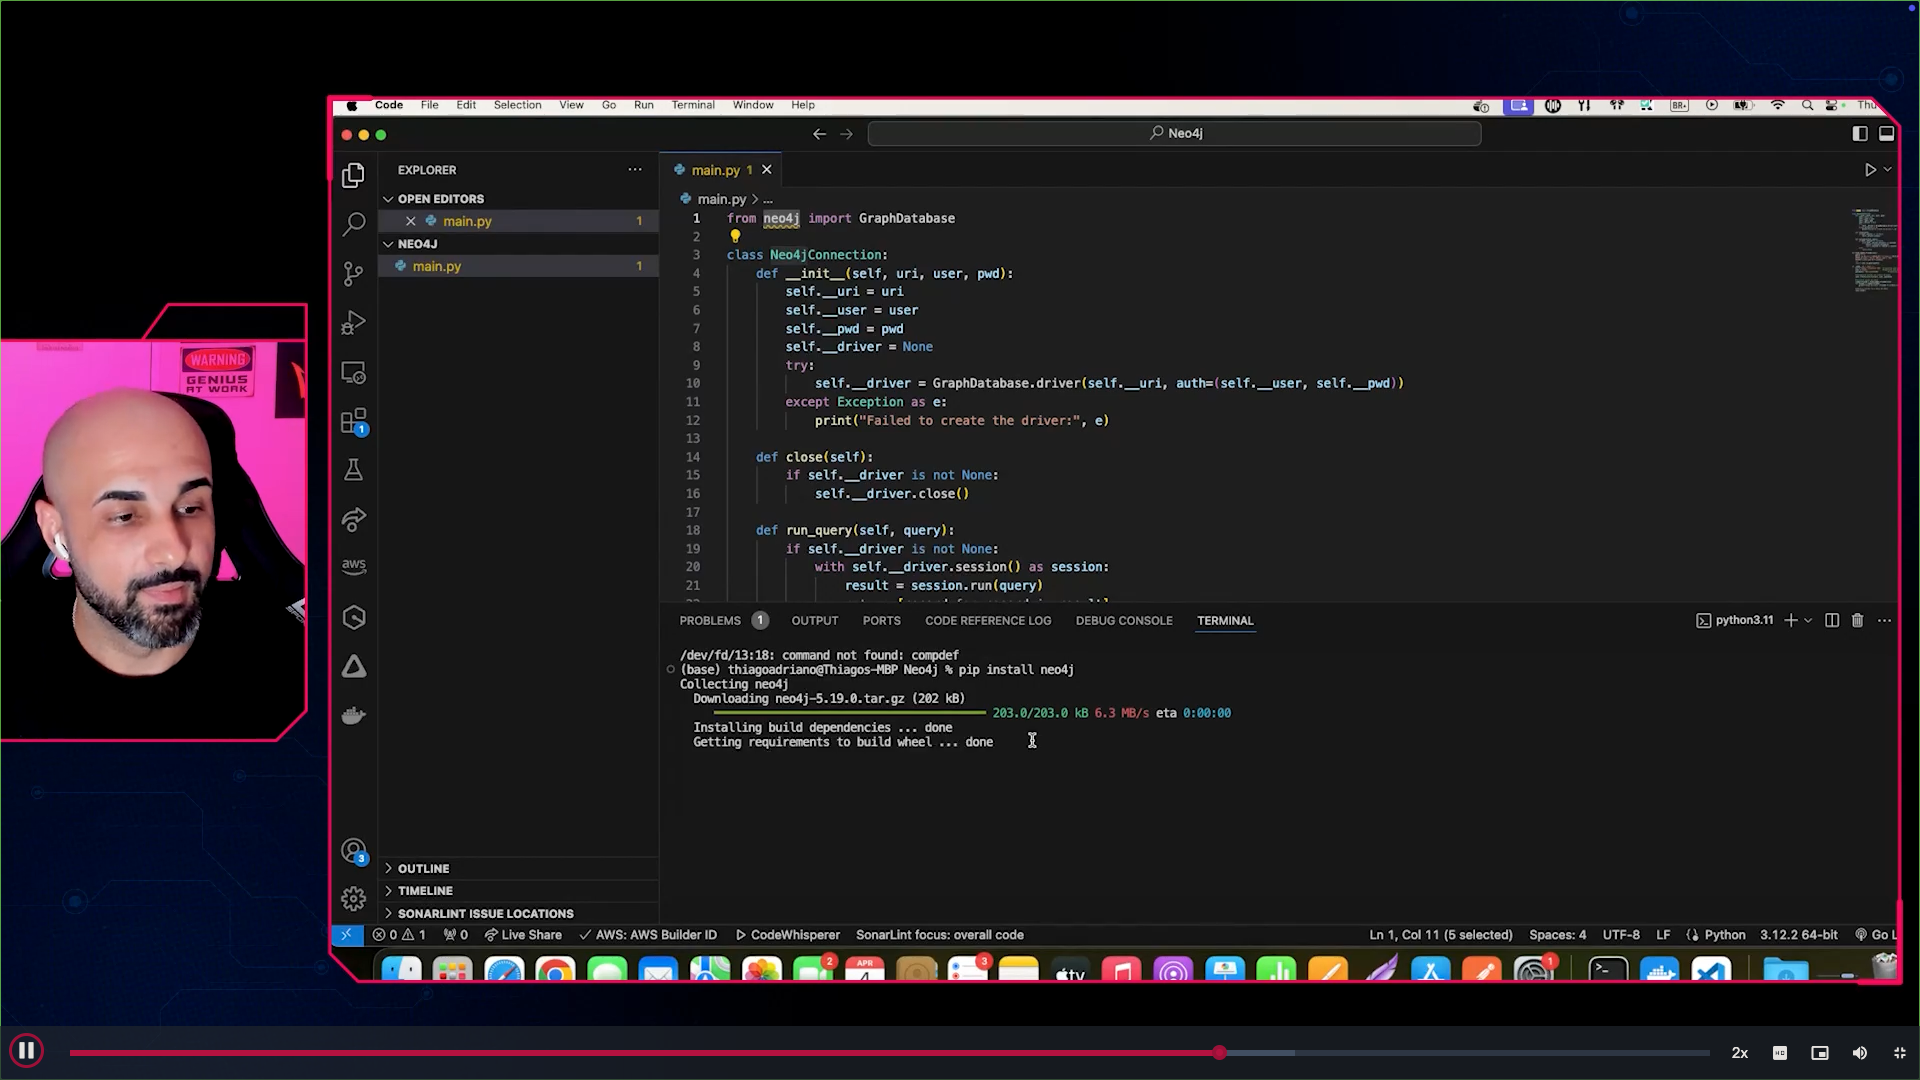 Code File Edit Selection View Go Run Terminal Window Help
BR
Thu
Neo4j
EXPLORER
OPEN EDITORS
main.py 1
NEO4J
main.py 1
OUTLINE
TIMELINE
SONARLINT ISSUE LOCATIONS
aws
1
3
main.py 1
main.py > ...
1 from neo4j import GraphDatabase
2
3 class Neo4jConnection:
4 def __init__(self, uri, user, pwd):
5 self.__uri = uri
6 self.__user = user
7 self.__pwd = pwd
8 self.__driver = None
9 try:
10 self.__driver = GraphDatabase.driver(self.__uri, auth=(self.__user, self.__pwd))
11 except Exception as e:
12 print("Failed to create the driver:", e)
13
14 def close(self):
15 if self.__driver is not None:
16 self.__driver.close()
17
18 def run_query(self, query):
19 if self.__driver is not None:
20 with self.__driver.session() as session:
21 result = session.run(query)
PROBLEMS 1 OUTPUT PORTS CODE REFERENCE LOG DEBUG CONSOLE TERMINAL
python3.11
/dev/fd/13:18: command not found: compdef
(base) thiagoadriano@Thiagos-MBP Neo4j % pip install neo4j
Collecting neo4j
Downloading neo4j-5.19.0.tar.gz (202 kB)
203.0/203.0 kB 6.3 MB/s eta 0:00:00
Installing build dependencies ... done
Getting requirements to build wheel ... done
0 1 0 Live Share AWS: AWS Builder ID CodeWhisperer SonarLint focus: overall code
Ln 1, Col 11 (5 selected) Spaces: 4 UTF-8 LF Python 3.12.2 64-bit Go L
2
APR
4
3
tv
1
WARNING
GENIUS
AT WORK
2x